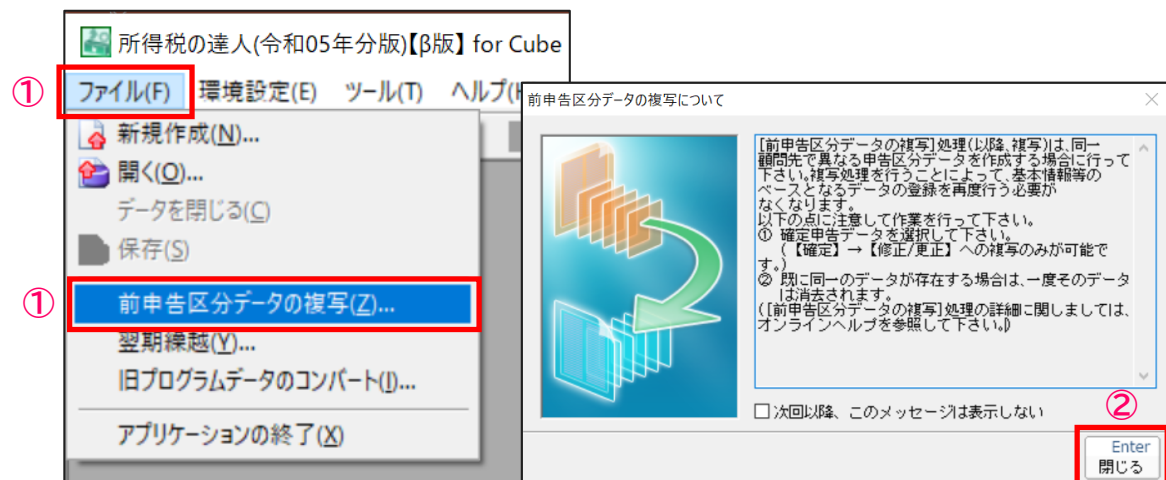 所得税の達人(令和05年分版)【β版】 for Cube
①
ファイル(F) 環境設定(E) ツール(T) ヘルプ(
新規作成(N)...
開く(O)...
データを閉じる(C)
保存(S)
①
前申告区分データの複写(Z)...
翌期繰越(Y)...
旧プログラムデータのコンバート(I)...
アプリケーションの終了(X)
前申告区分データの複写について
[前申告区分データの複写]処理(以降、複写)は、同一
顧問先で異なる申告区分データを作成する場合に行って
下さい。複写処理を行うことによって、基本情報等の
ベースとなるデータの登録を再度行う必要が
なくなります。
以下の点に注意して作業を行って下さい。
① 確定申告データを選択して下さい。
(【確定】→【修正/更正】への複写のみが可能で
す。)
② 既に同一のデータが存在する場合は、一度そのデータ
は消去されます。
([前申告区分データの複写]処理の詳細に関しましては、
オンラインヘルプを参照して下さい。)
次回以降、このメッセージは表示しない
②
Enter
閉じる